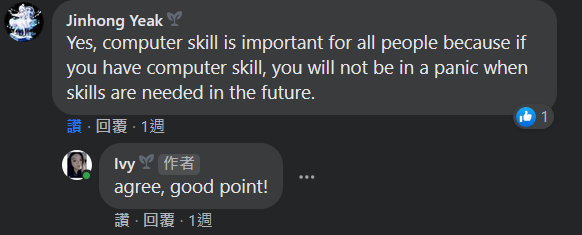 Jinhong Yeak
Yes, computer skill is important for all people because if
you have computer skill, you will not be in a panic when
skills are needed in the future.
讚 · 回覆 · 1週
1
Ivy 作者
agree, good point!
讚 · 回覆 · 1週